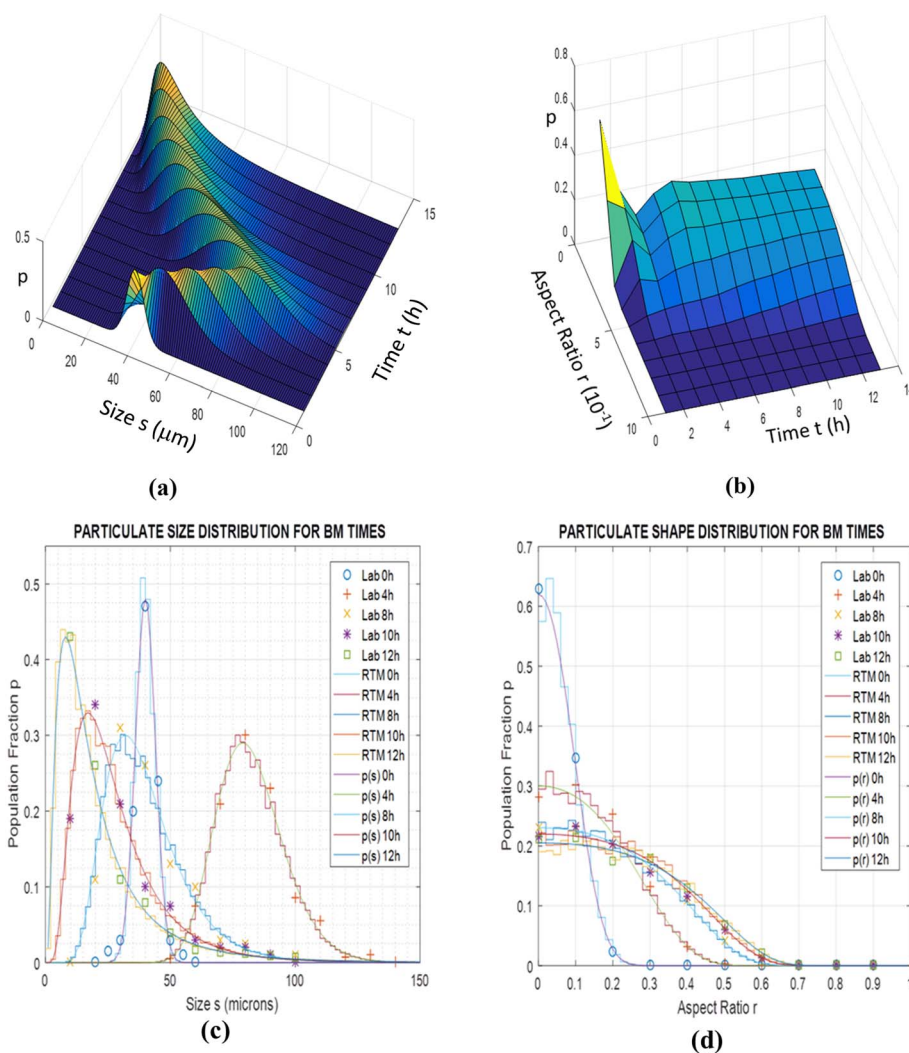 0.5
p
0
0
20
40
60
80
100
120
Size s (μm)
0
5
10
15
Time t (h)
(a)
0.8
p
0.6
0.4
0.2
0
5
10
Aspect Ratio r (10-1)
0
2
4
6
8
10
12
14
Time t (h)
(b)
PARTICULATE SIZE DISTRIBUTION FOR BM TIMES
0.5
0.4
0.3
0.2
0.1
0
Population Fraction p
Lab 0h
Lab 4h
Lab 8h
Lab 10h
Lab 12h
RTM 0h
RTM 4h
RTM 8h
RTM 10h
RTM 12h
p(s) 0h
p(s) 4h
p(s) 8h
p(s) 10h
p(s) 12h
0 50 100 150
Size s (microns)
(c)
PARTICULATE SHAPE DISTRIBUTION FOR BM TIMES
0.7
0.6
0.5
0.4
0.3
0.2
0.1
0
Population Fraction p
Lab 0h
Lab 4h
Lab 8h
Lab 10h
Lab 12h
RTM 0h
RTM 4h
RTM 8h
RTM 10h
RTM 12h
p(r) 0h
p(r) 4h
p(r) 8h
p(r) 10h
p(r) 12h
0 0.1 0.2 0.3 0.4 0.5 0.6 0.7 0.8 0.9
Aspect Ratio r
(d)